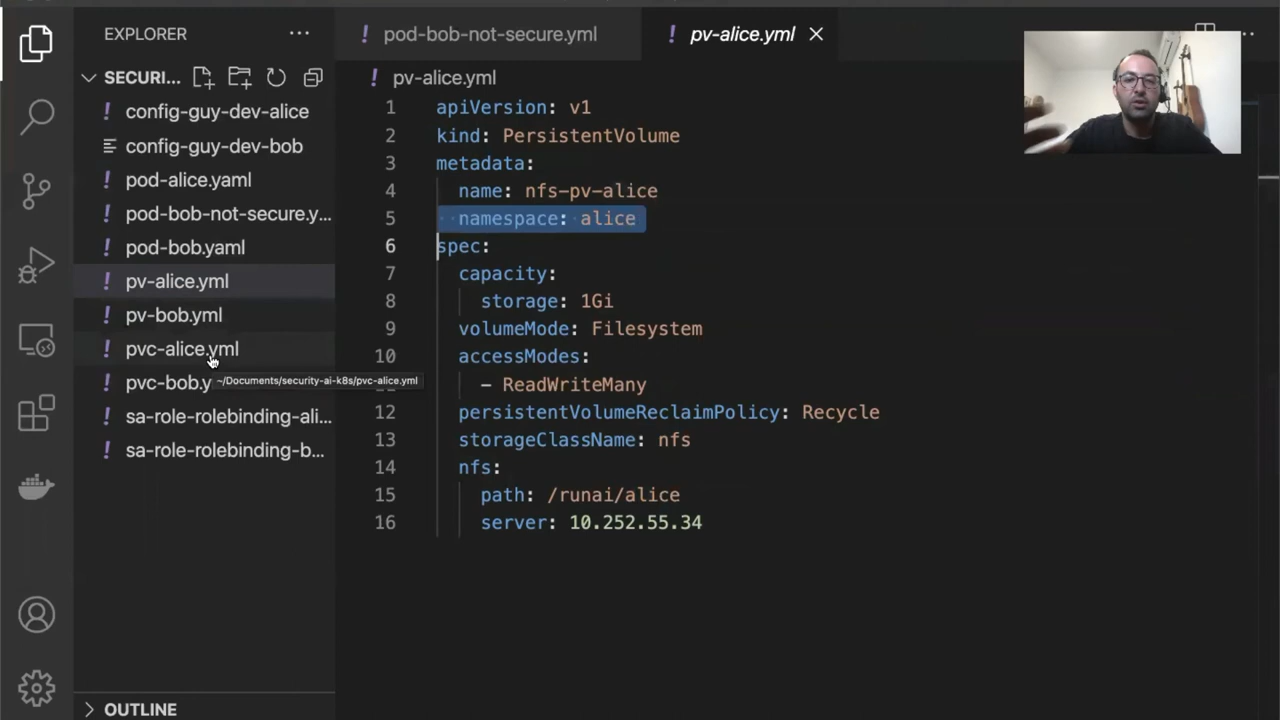 EXPLORER
SECURI...
config-guy-dev-alice
config-guy-dev-bob
pod-alice.yaml
pod-bob-not-secure.y...
pod-bob.yaml
pv-alice.yml
pv-bob.yml
pvc-alice.yml
pvc-bob.y
~/Documents/security-ai-k8s/pvc-alice.yml
sa-role-rolebinding-ali...
sa-role-rolebinding-b...
OUTLINE
pod-bob-not-secure.yml
pv-alice.yml
pv-alice.yml
1 apiVersion: v1
2 kind: PersistentVolume
3 metadata:
4 name: nfs-pv-alice
5 namespace: alice
6 spec:
7 capacity:
8 storage: 1Gi
9 volumeMode: Filesystem
10 accessModes:
- ReadWriteMany
12 persistentVolumeReclaimPolicy: Recycle
13 storageClassName: nfs
14 nfs:
15 path: /runai/alice
16 server: 10.252.55.34